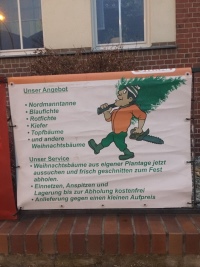 Unser Angebot
• Nordmanntanne
• Blaufichte
• Rotfichte
• Kiefer
• Topfbäume
• und andere
Weihnachtsbäume
Unser Service
• Weihnachtsbäume aus eigener Plantage jetzt
aussuchen und frisch geschnitten zum Fest
abholen.
• Einnetzen, Anspitzen und
Lagerung bis zur Abholung kostenfrei
• Anlieferung gegen einen kleinen Aufpreis